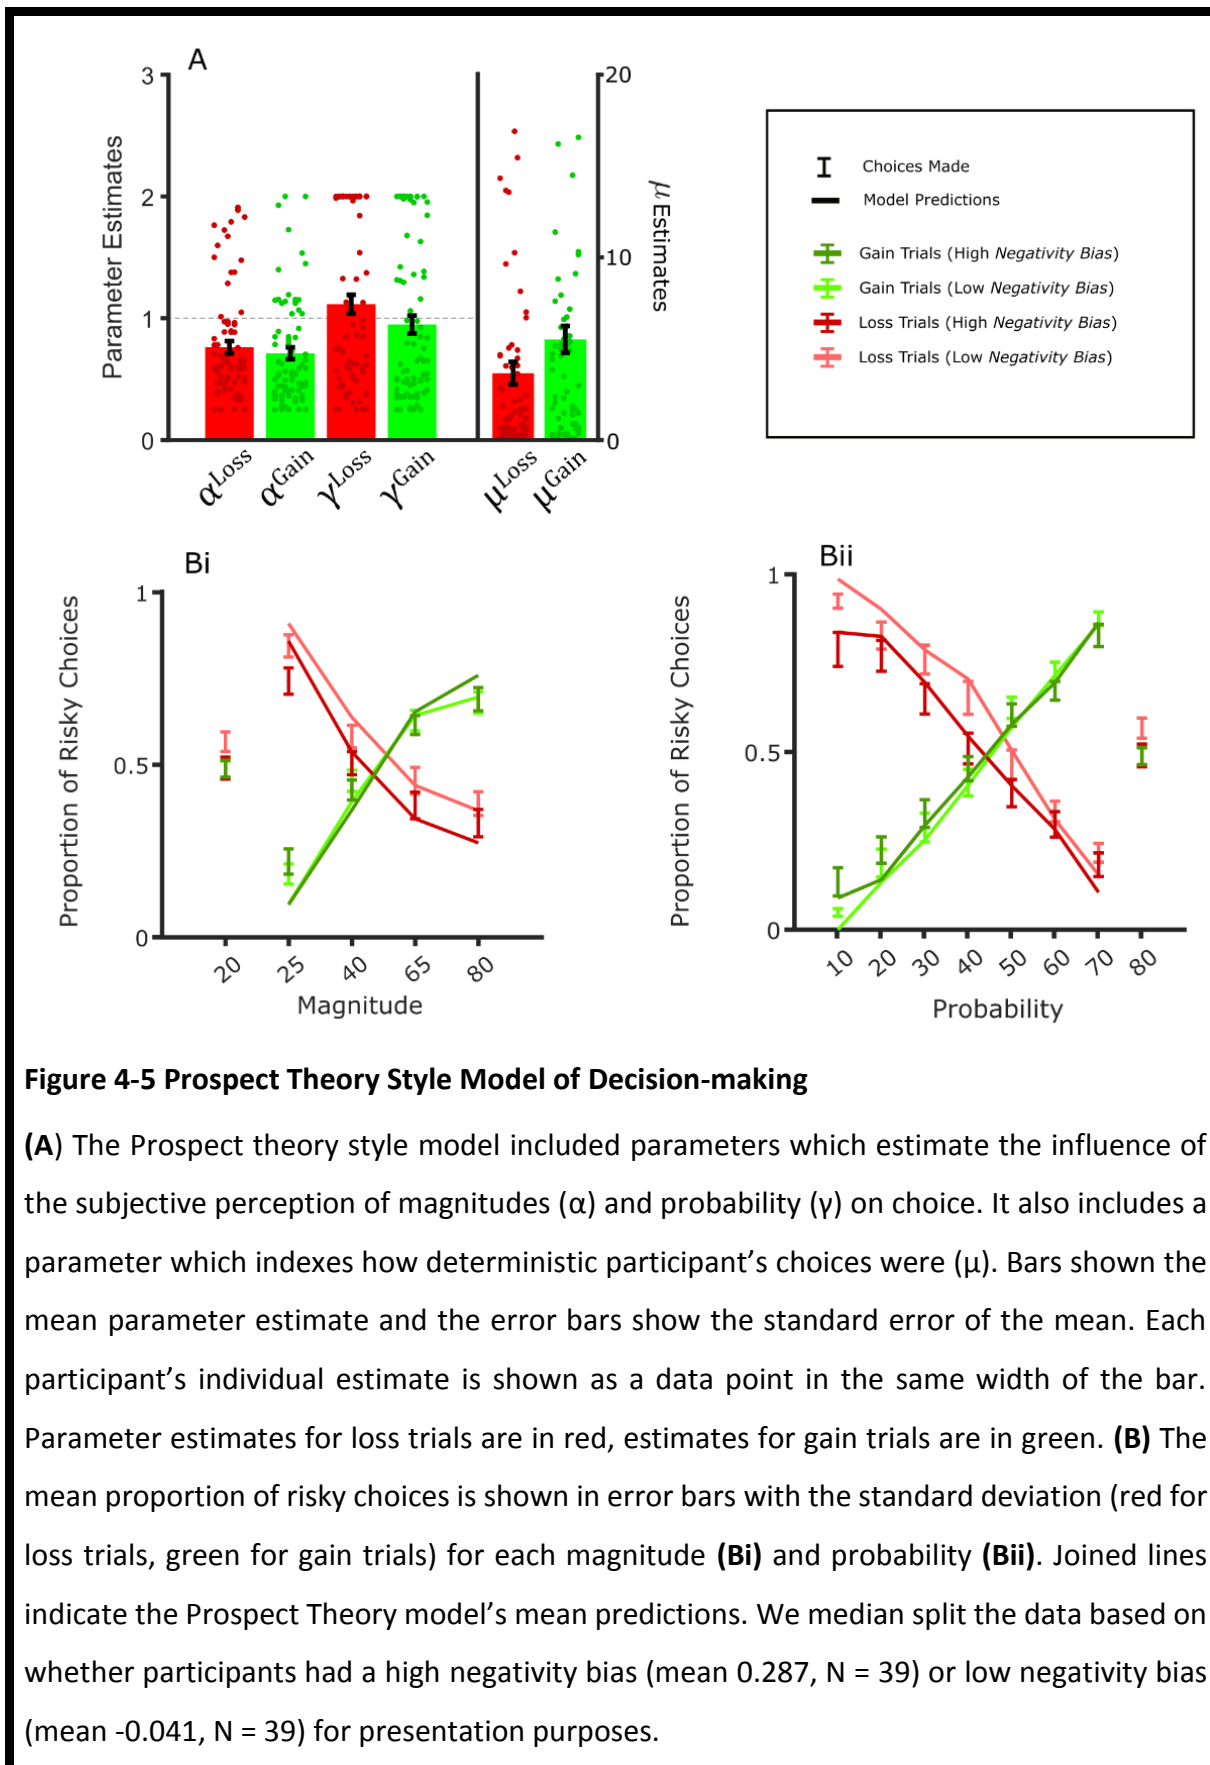 A
3
2
1
0
Parameter Estimates
20
10
0
μ Estimates
αLoss
αGain
γLoss
γGain
μLoss
μGain
Choices Made
Model Predictions
Gain Trials (High Negativity Bias)
Gain Trials (Low Negativity Bias)
Loss Trials (High Negativity Bias)
Loss Trials (Low Negativity Bias)
Bi
1
0.5
0
Proportion of Risky Choices
20
25
40
65
80
Magnitude
Bii
1
0.5
0
Proportion of Risky Choices
10
20
30
40
50
60
70
80
Probability
Figure 4-5 Prospect Theory Style Model of Decision-making
(A) The Prospect theory style model included parameters which estimate the influence of
the subjective perception of magnitudes (α) and probability (γ) on choice. It also includes a
parameter which indexes how deterministic participant’s choices were (μ). Bars shown the
mean parameter estimate and the error bars show the standard error of the mean. Each
participant’s individual estimate is shown as a data point in the same width of the bar.
Parameter estimates for loss trials are in red, estimates for gain trials are in green. (B) The
mean proportion of risky choices is shown in error bars with the standard deviation (red for
loss trials, green for gain trials) for each magnitude (Bi) and probability (Bii). Joined lines
indicate the Prospect Theory model’s mean predictions. We median split the data based on
whether participants had a high negativity bias (mean 0.287, N = 39) or low negativity bias
(mean -0.041, N = 39) for presentation purposes.